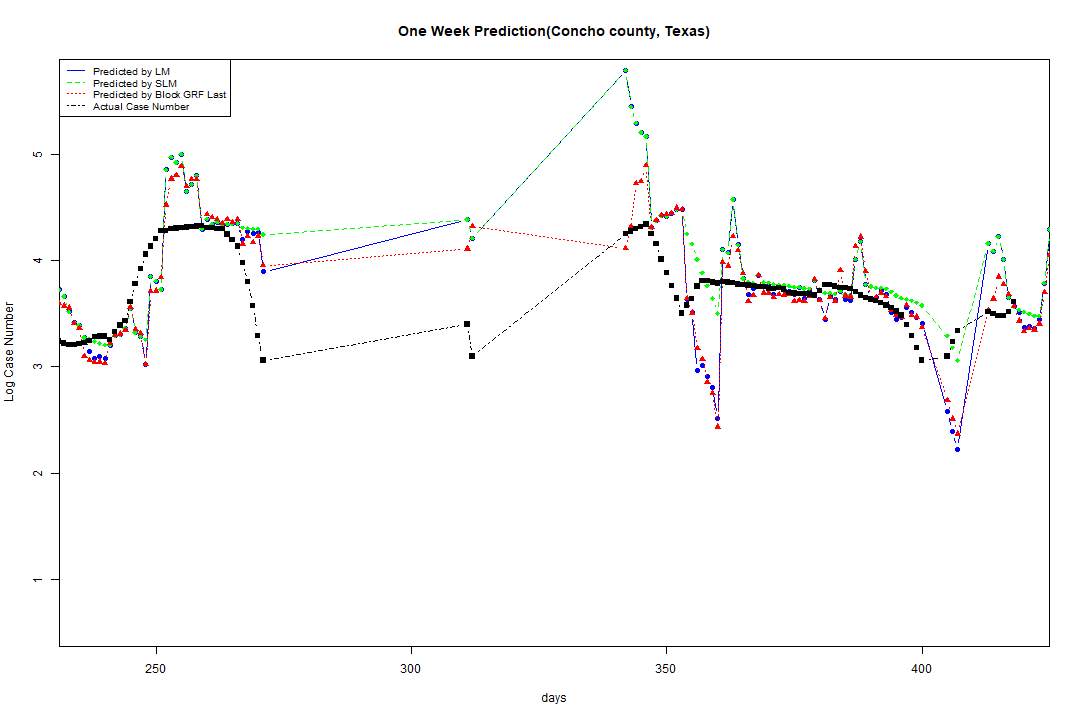 One Week Prediction(Concho county, Texas)
Predicted by LM
Predicted by SLM
Predicted by Block GRF Last
Actual Case Number
5
4
3
2
1
Log Case Number
250 300 350 400
days